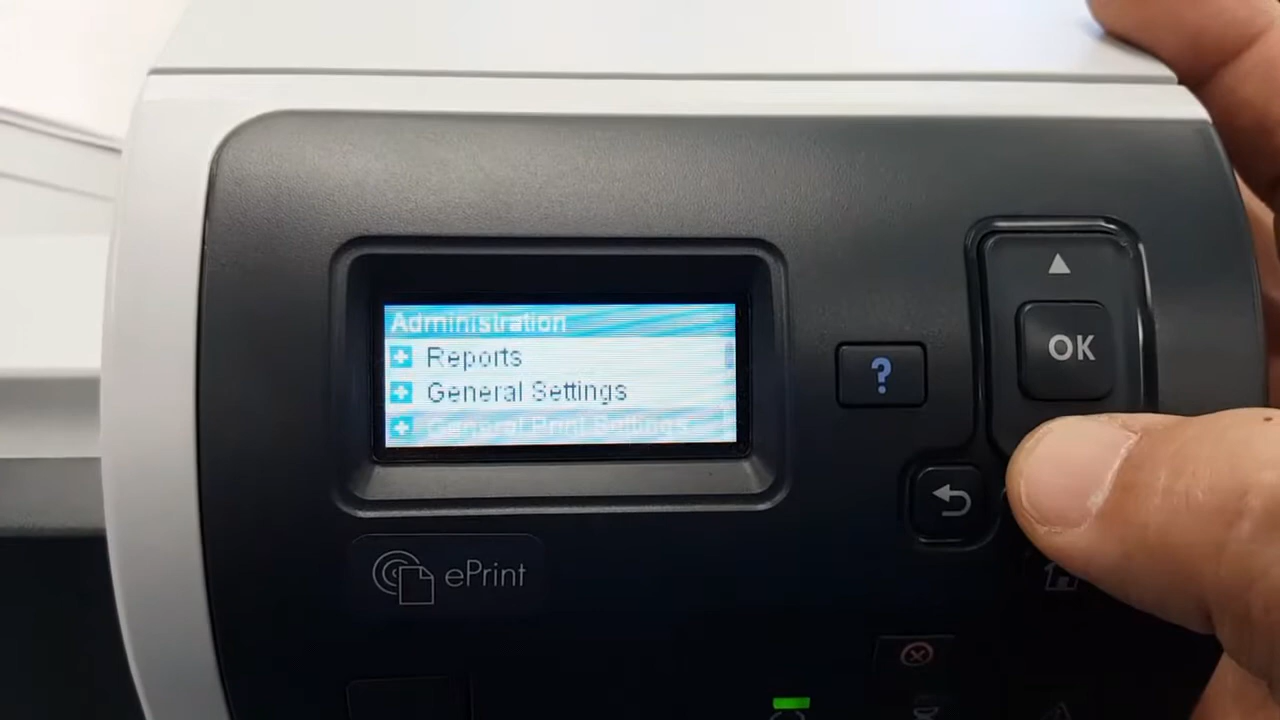 Administration
Reports
General Settings
General Print Settings
?
OK
ePrint